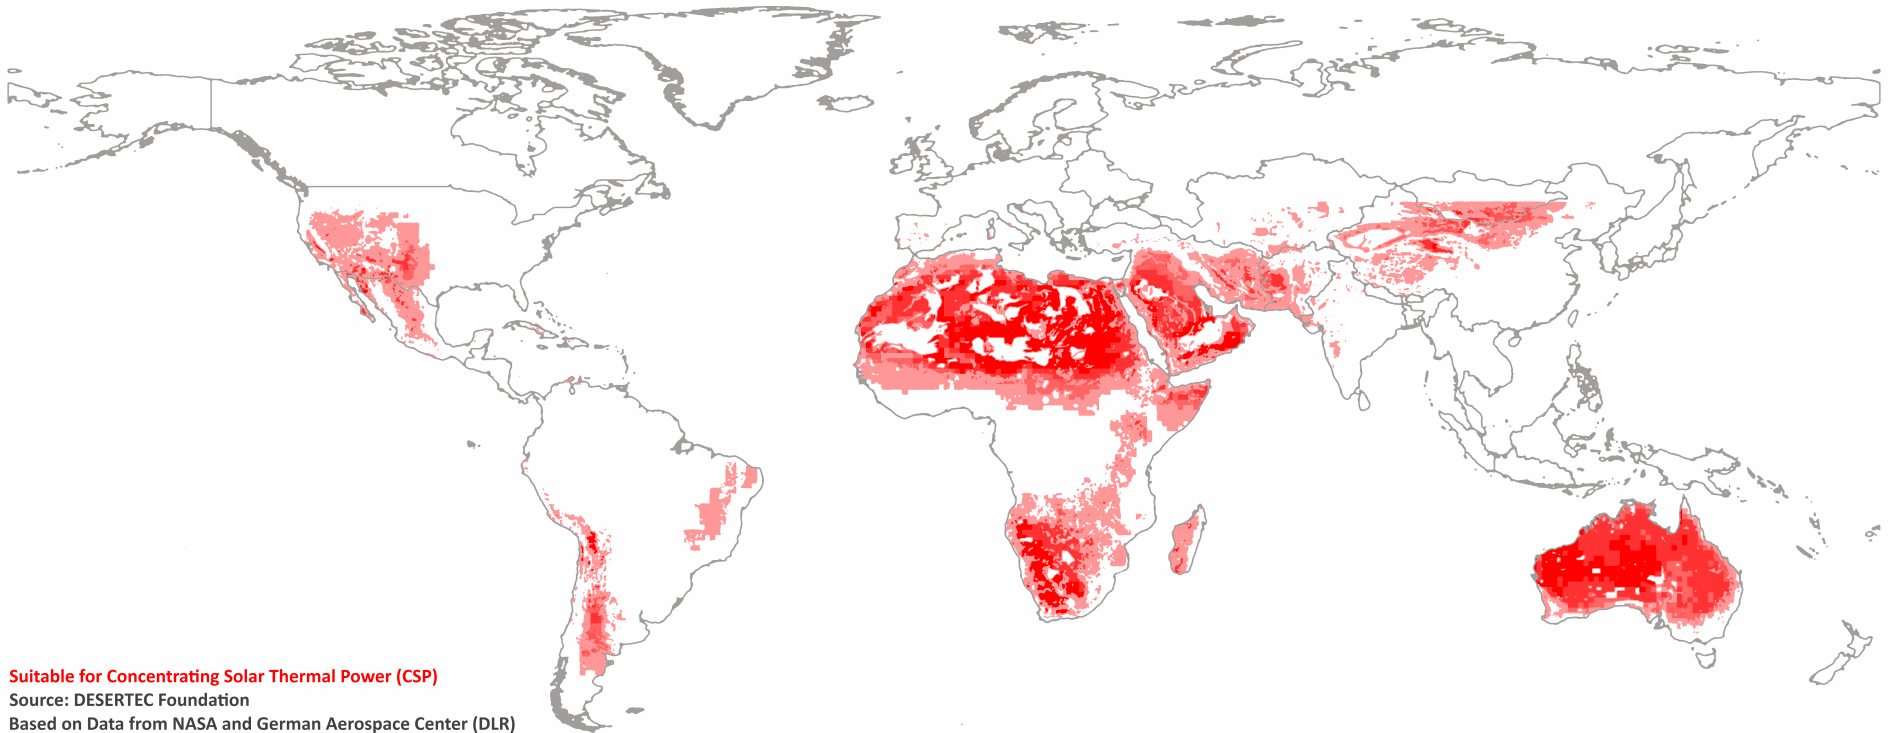 Suitable for Concentrating Solar Thermal Power (CSP)
Source: DESERTEC Foundation
Based on Data from NASA and German Aerospace Center (DLR)